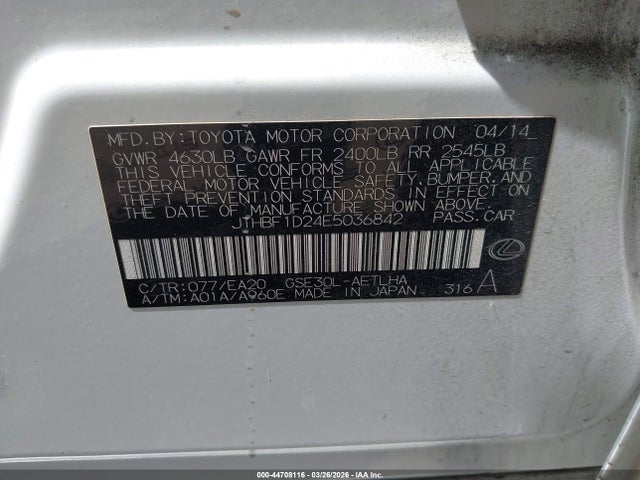 MFD. BY: TOYOTA MOTOR CORPORATION 04/14
GVWR 4630LB GAWR FR 2400LB RR 2545LB
THIS VEHICLE CONFORMS TO ALL APPLICABLE
FEDERAL MOTOR VEHICLE SAFETY, BUMPER, AND
THEFT PREVENTION STANDARDS IN EFFECT ON
THE DATE OF MANUFACTURE SHOWN ABOVE.
JTHBF1D24E5036842 PASS. CAR
C/TR: 077/EA20 GSE30L-AETLHA
A/TM: A01A/A960E MADE IN JAPAN 316 A
000-44708116 | 03/26/2026 | IAA Inc.